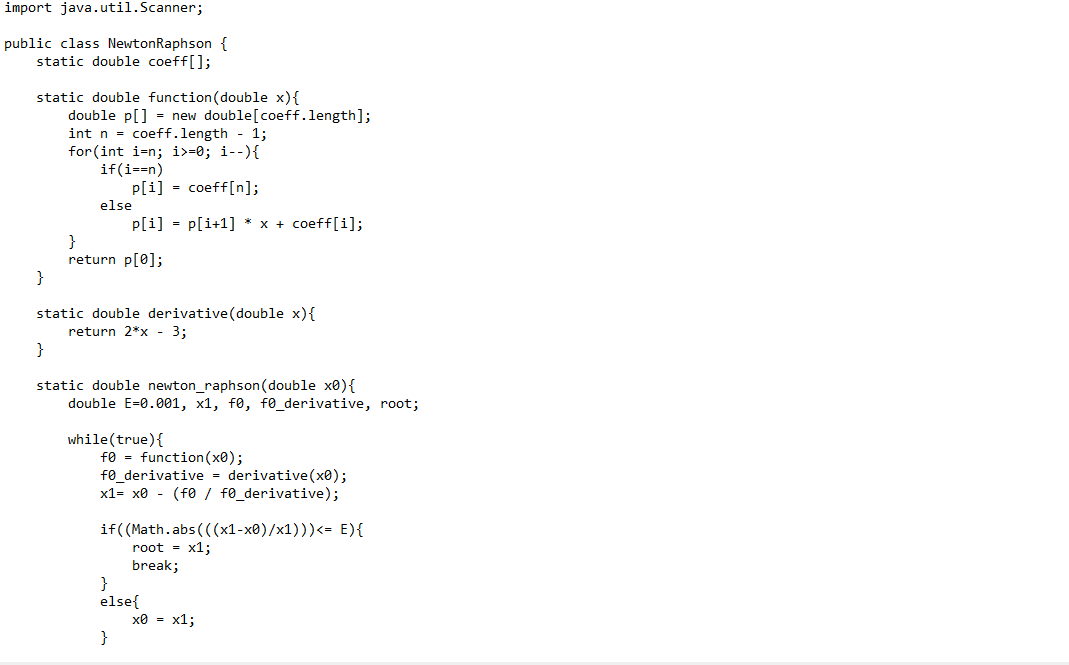 import java.util.Scanner;
public class NewtonRaphson {
static double coeff[];
static double function(double x){
double p[] = new double[coeff.length];
int n = coeff.length - 1;
for(int i=n; i>=0; i--){
if(i==n)
p[i] = coeff[n];
else
p[i] = p[i+1] * x + coeff[i];
}
return p[0];
}
static double derivative(double x){
return 2*x - 3;
}
static double newton_raphson(double x0){
double E=0.001, x1, f0, f0_derivative, root;
while(true){
f0 = function(x0);
f0_derivative = derivative(x0);
x1= x0 - (f0 / f0_derivative);
if((Math.abs(((x1-x0)/x1)))<= E){
root = x1;
break;
}
else{
x0 = x1;
}